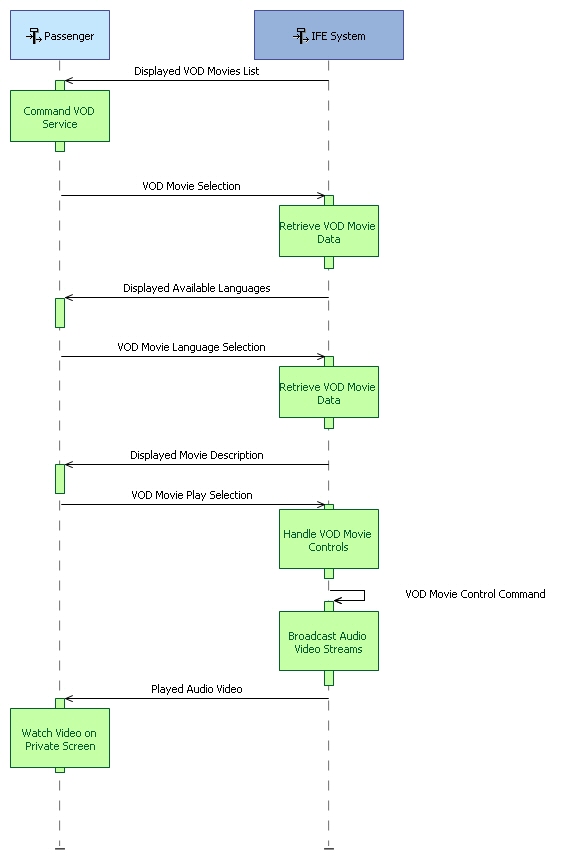 Passenger
IFE System
Displayed VOD Movies List
Command VOD
Service
VOD Movie Selection
Retrieve VOD Movie
Data
Displayed Available Languages
VOD Movie Language Selection
Retrieve VOD Movie
Data
Displayed Movie Description
VOD Movie Play Selection
Handle VOD Movie
Controls
VOD Movie Control Command
Broadcast Audio
Video Streams
Played Audio Video
Watch Video on
Private Screen